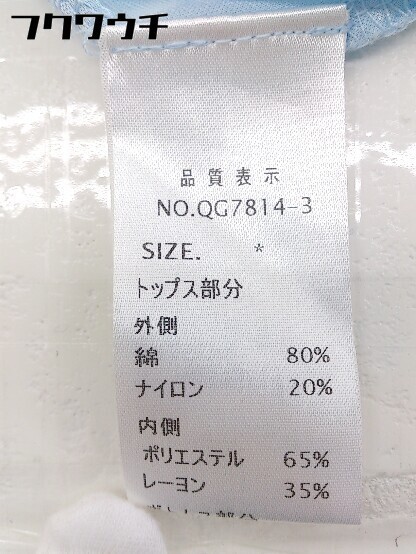 フクワウチ
品質表示
NO.QG7814-3
SIZE. *
トップス部分
外側
綿 80%
ナイロン 20%
内側
ポリエステル 65%
レーヨン 35%